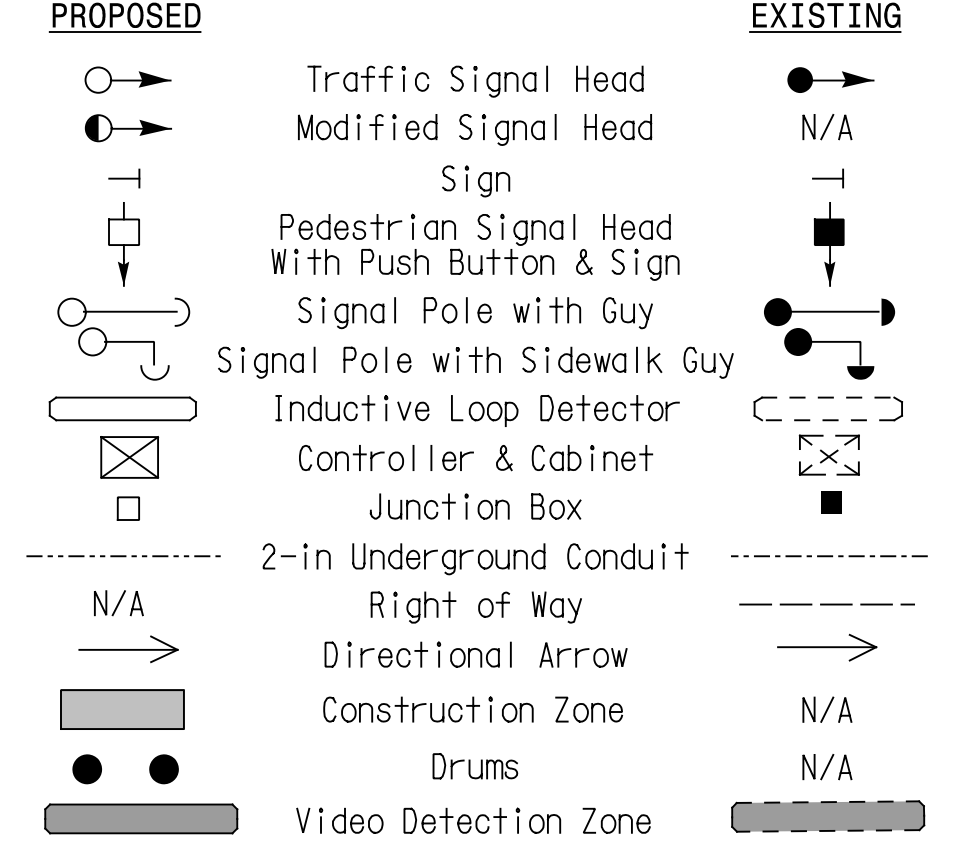 PROPOSED EXISTING
Traffic Signal Head
Modified Signal Head N/A
Sign
Pedestrian Signal Head
With Push Button & Sign
Signal Pole with Guy
Signal Pole with Sidewalk Guy
Inductive Loop Detector
Controller & Cabinet
Junction Box
2-in Underground Conduit
N/A Right of Way
Directional Arrow
Construction Zone N/A
Drums N/A
Video Detection Zone